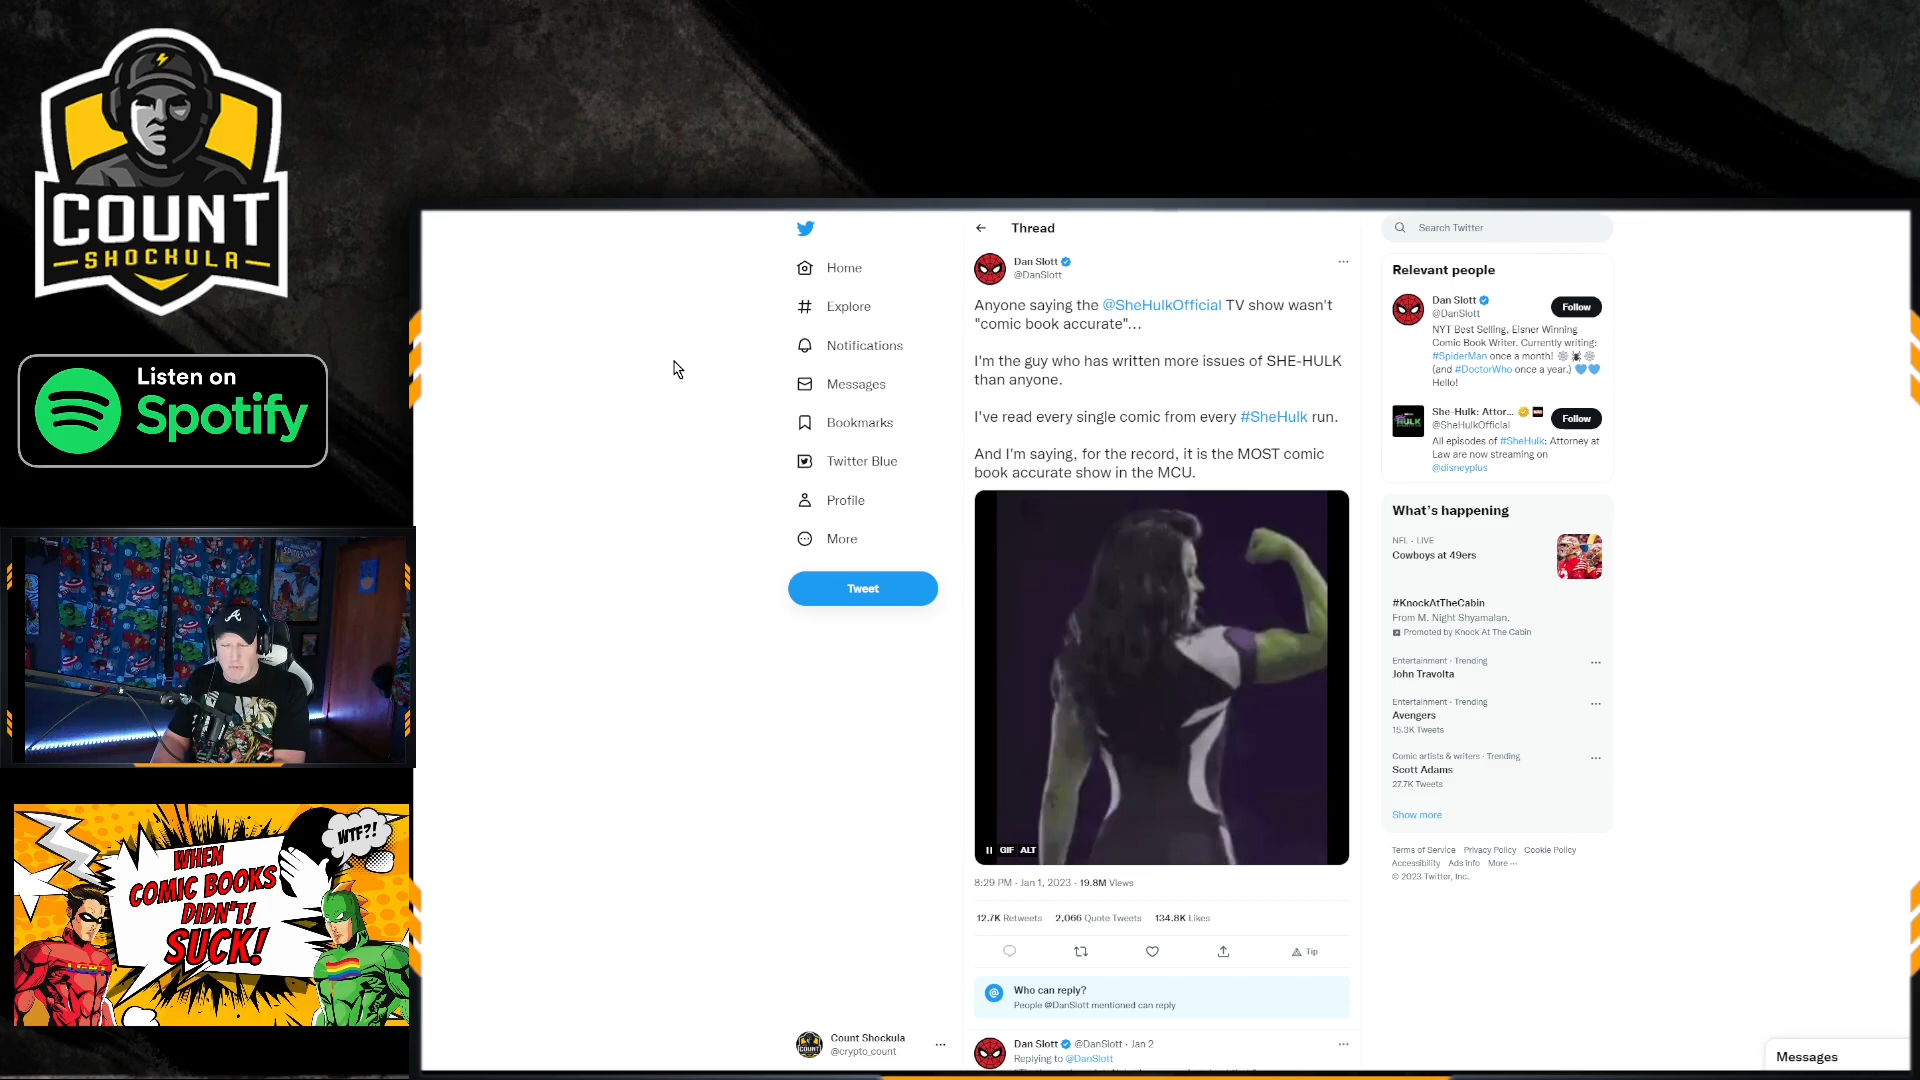 COUNT
SHOCKULA
Listen on
Spotify
WTF?!
WHEN
COMIC BOOKS
DIDN'T!
SUCK!
LGBT
Home
Explore
Notifications
Messages
Bookmarks
Twitter Blue
Profile
More
Tweet
Count Shockula
@crypto_count
Thread
Dan Slott
@DanSlott
Anyone saying the @SheHulkOfficial TV show wasn't
"comic book accurate"...
I'm the guy who has written more issues of SHE-HULK
than anyone.
I've read every single comic from every #SheHulk run.
And I'm saying, for the record, it is the MOST comic
book accurate show in the MCU.
GIF ALT
8:29 PM · Jan 1, 2023 · 19.8M Views
12.7K Retweets 2,066 Quote Tweets 134.8K Likes
Tip
Who can reply?
People @DanSlott mentioned can reply
Dan Slott @DanSlott · Jan 2
Replying to @DanSlott
Search Twitter
Relevant people
Dan Slott
@DanSlott
Follow
NYT Best Selling, Eisner Winning
Comic Book Writer. Currently writing:
#SpiderMan once a month!
(and #DoctorWho once a year.)
Hello!
She-Hulk: Attor...
@SheHulkOfficial
Follow
All episodes of #SheHulk: Attorney at
Law are now streaming on
@disneyplus
What's happening
NFL · LIVE
Cowboys at 49ers
#KnockAtTheCabin
From M. Night Shyamalan.
Promoted by Knock At The Cabin
Entertainment · Trending
John Travolta
Entertainment · Trending
Avengers
15.3K Tweets
Comic artists & writers · Trending
Scott Adams
27.7K Tweets
Show more
Terms of Service Privacy Policy Cookie Policy
Accessibility Ads info More ...
© 2023 Twitter, Inc.
Messages